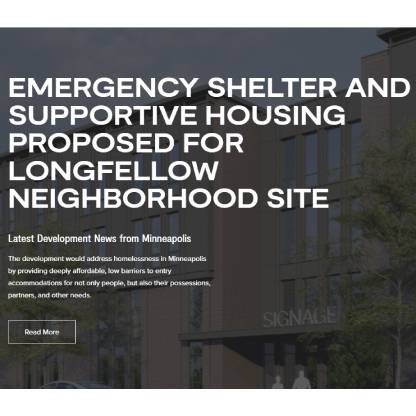 EMERGENCY SHELTER AND
SUPPORTIVE HOUSING
PROPOSED FOR
LONGFELLOW
NEIGHBORHOOD SITE
Latest Development News from Minneapolis
The development would address homelessness in Minneapolis
by providing deeply affordable, low barriers to entry
accommodations for not only people, but also their possessions,
partners, and other needs.
Read More
SIGNAGE